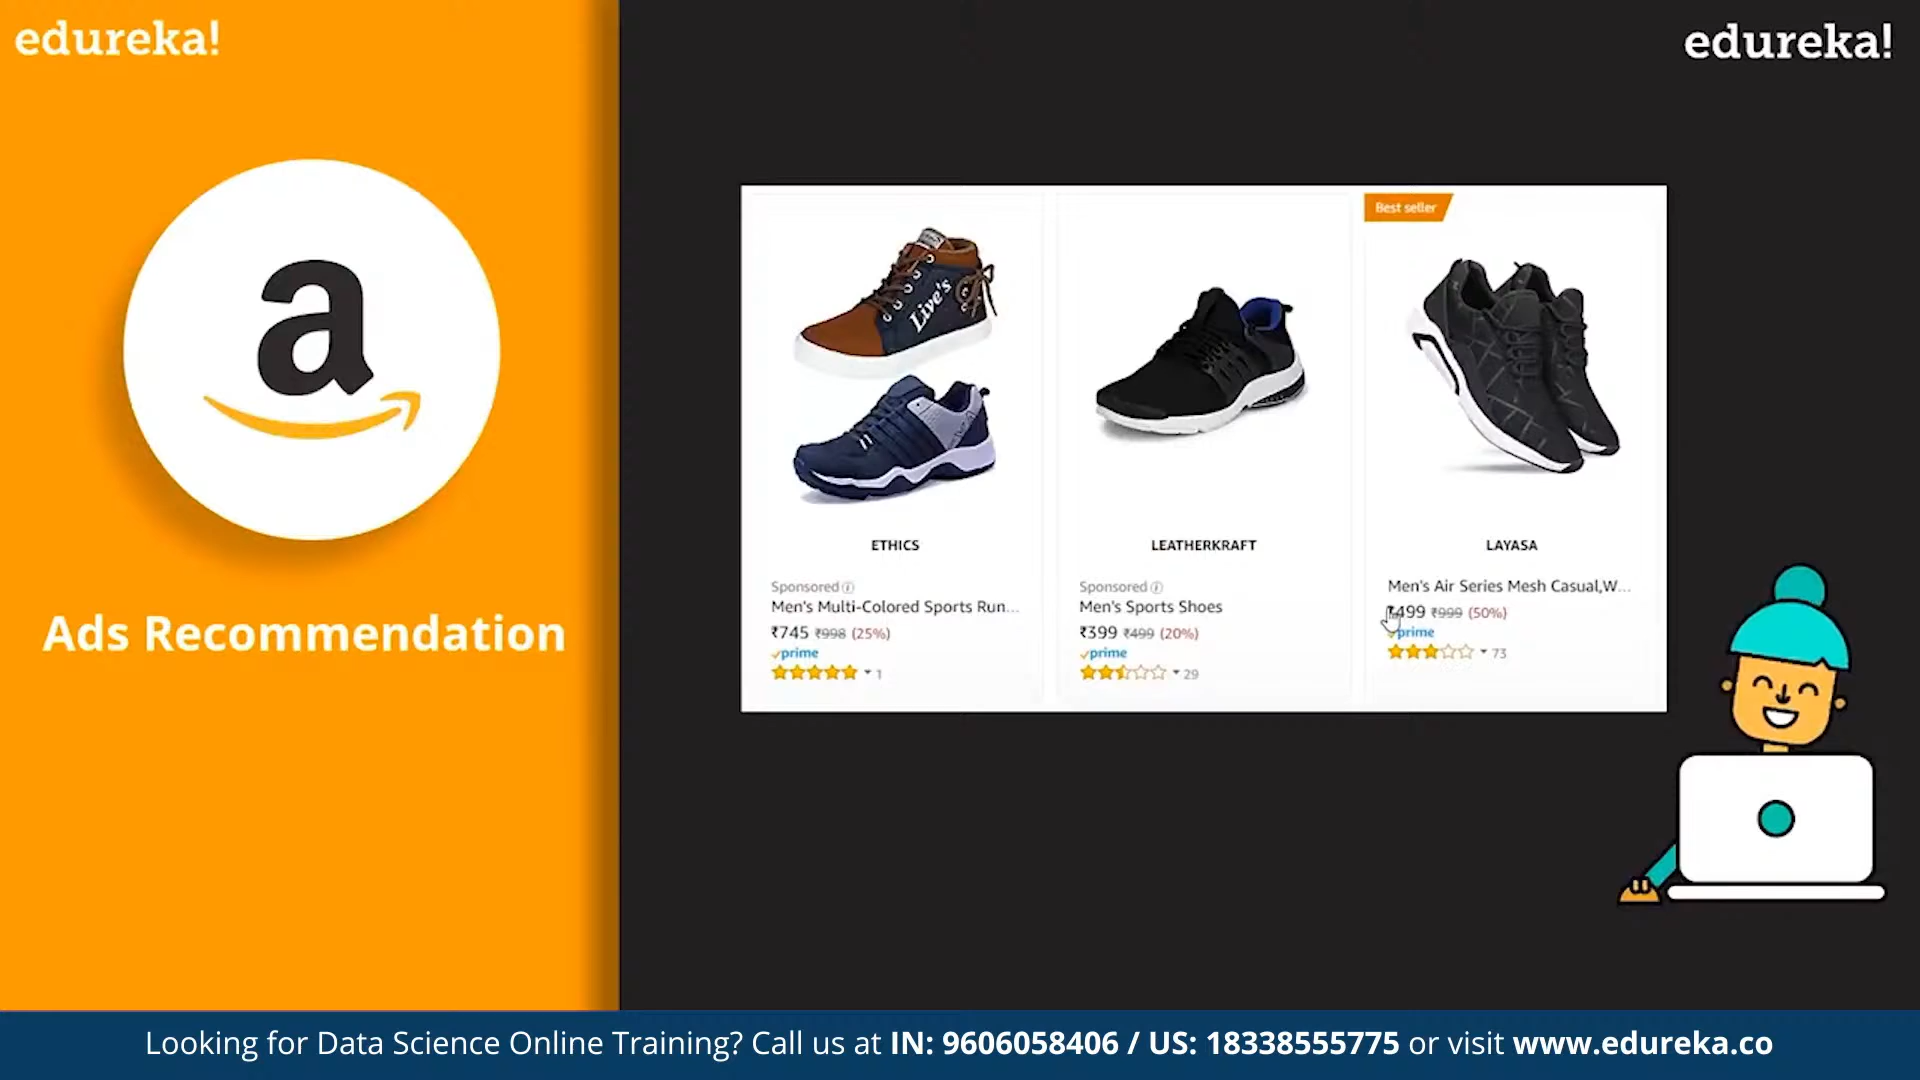 edureka!
edureka!
a
Ads Recommendation
Best seller
Live's
ETHICS
Sponsored
Men's Multi-Colored Sports Run...
₹745 ₹998 (25%)
prime
1
LEATHERKRAFT
Sponsored
Men's Sports Shoes
₹399 ₹499 (20%)
prime
29
LAYASA
Men's Air Series Mesh Casual,W...
₹499 ₹999 (50%)
prime
73
Looking for Data Science Online Training? Call us at IN: 9606058406 / US: 18338555775 or visit www.edureka.co